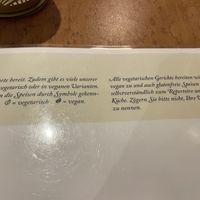 rte bereit. Zudem gibt es viele unserer
vegetarisch oder in veganen Varianten.
n die Speisen durch Symbole gekenn-
= vegetarisch = vegan.
Alle vegetarischen Gerichte bereiten wir
vegan zu und auch glutenfreie Speisen
selbstverständlich zum Repertoire un
Küche. Zögern Sie bitte nicht, Ihre W
zu nennen.